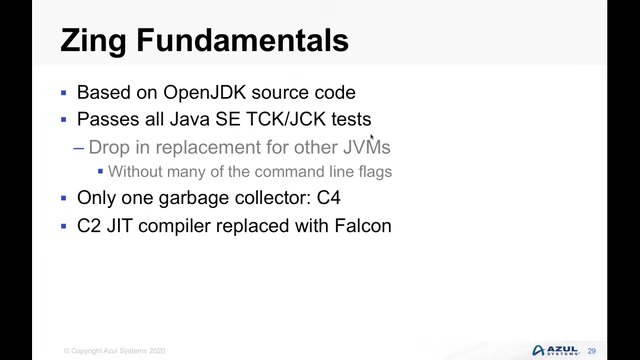 Zing Fundamentals
▪ Based on OpenJDK source code
▪ Passes all Java SE TCK/JCK tests
– Drop in replacement for other JVMs
▪ Without many of the command line flags
▪ Only one garbage collector: C4
▪ C2 JIT compiler replaced with Falcon
© Copyright Azul Systems 2020
AZUL
SYSTEMS
29